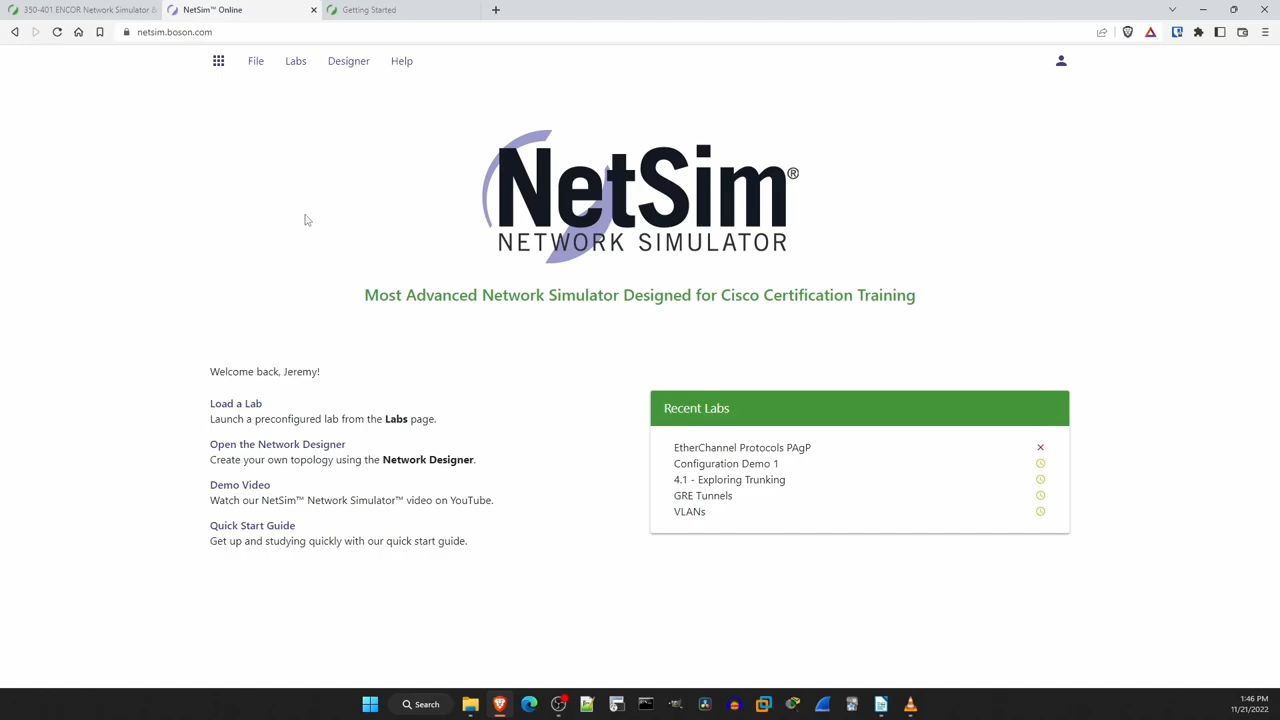 350-401 ENCOR Network Simulator &
NetSim™ Online
Getting Started
netsim.boson.com
File
Labs
Designer
Help
NetSim®
NETWORK SIMULATOR
Most Advanced Network Simulator Designed for Cisco Certification Training
Welcome back, Jeremy!
Load a Lab
Launch a preconfigured lab from the Labs page.
Open the Network Designer
Create your own topology using the Network Designer.
Demo Video
Watch our NetSim™ Network Simulator™ video on YouTube.
Quick Start Guide
Get up and studying quickly with our quick start guide.
Recent Labs
EtherChannel Protocols PAgP
Configuration Demo 1
4.1 - Exploring Trunking
GRE Tunnels
VLANs
Search
1:46 PM
11/21/2022